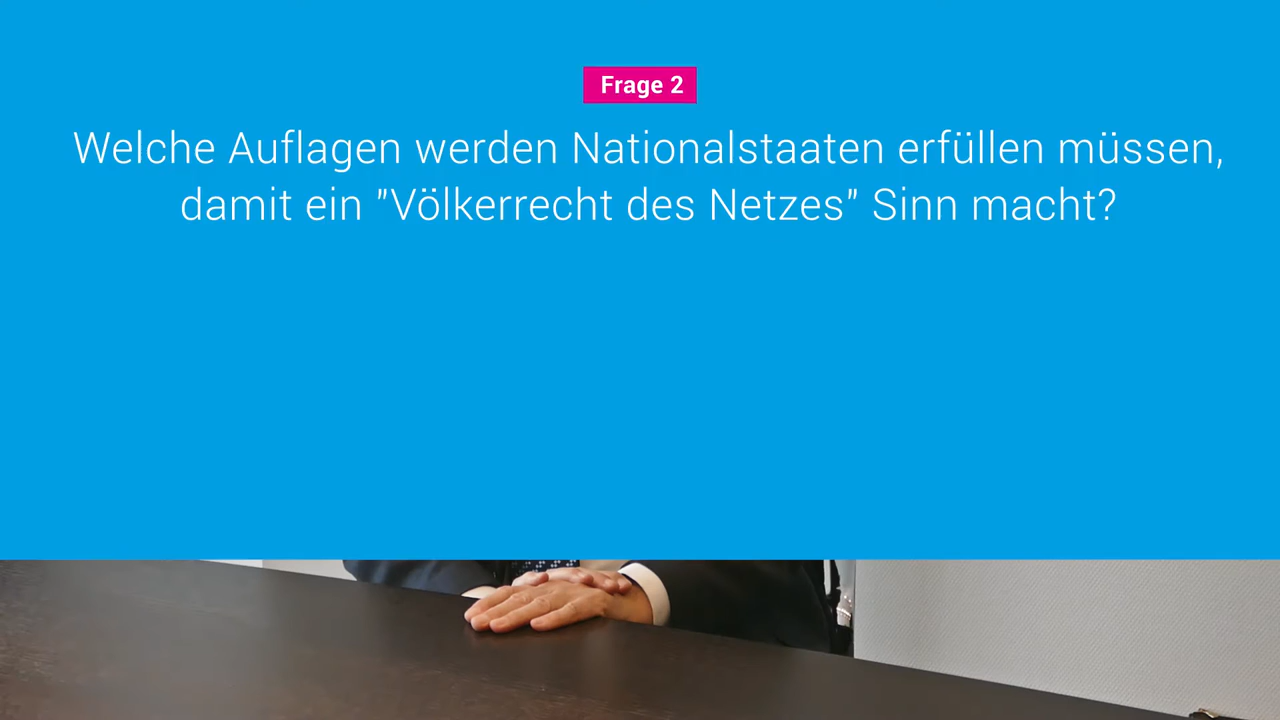 Frage 2
Welche Auflagen werden Nationalstaaten erfüllen müssen,
damit ein "Völkerrecht des Netzes" Sinn macht?